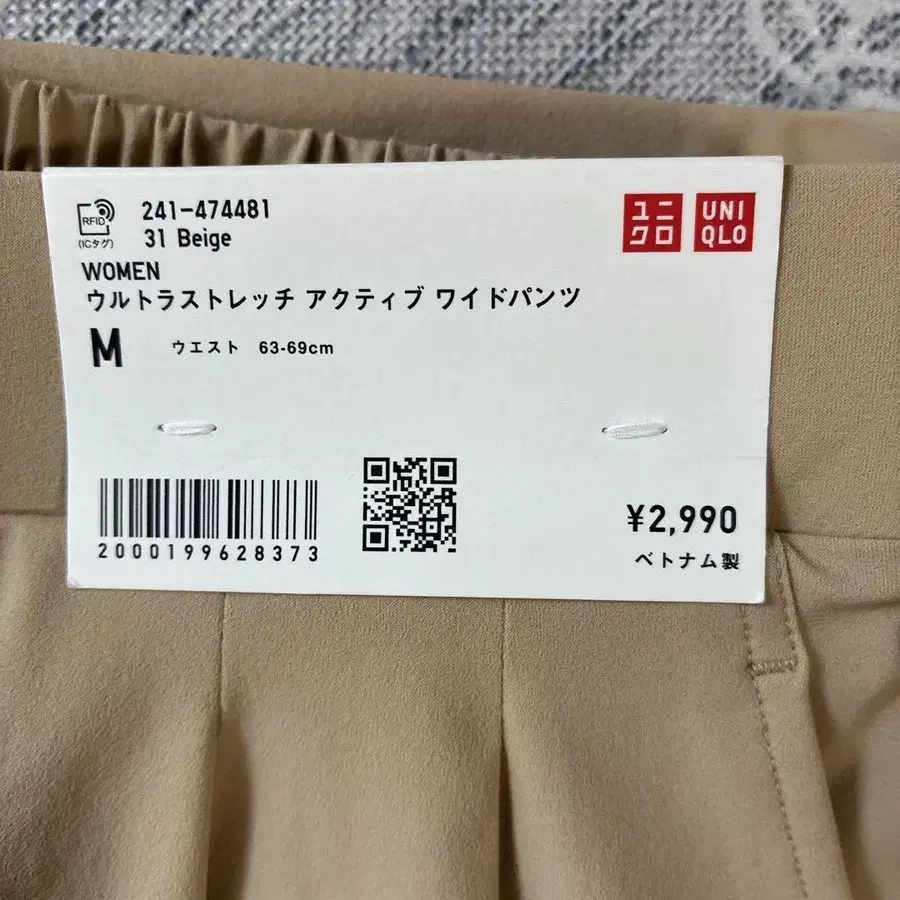 RFID
(ICタグ)
241-474481
31 Beige
ユニ
クロ
UNI
QLO
WOMEN
ウルトラストレッチ アクティブ ワイドパンツ
M ウエスト 63-69cm
2000199628373
¥2,990
ベトナム製